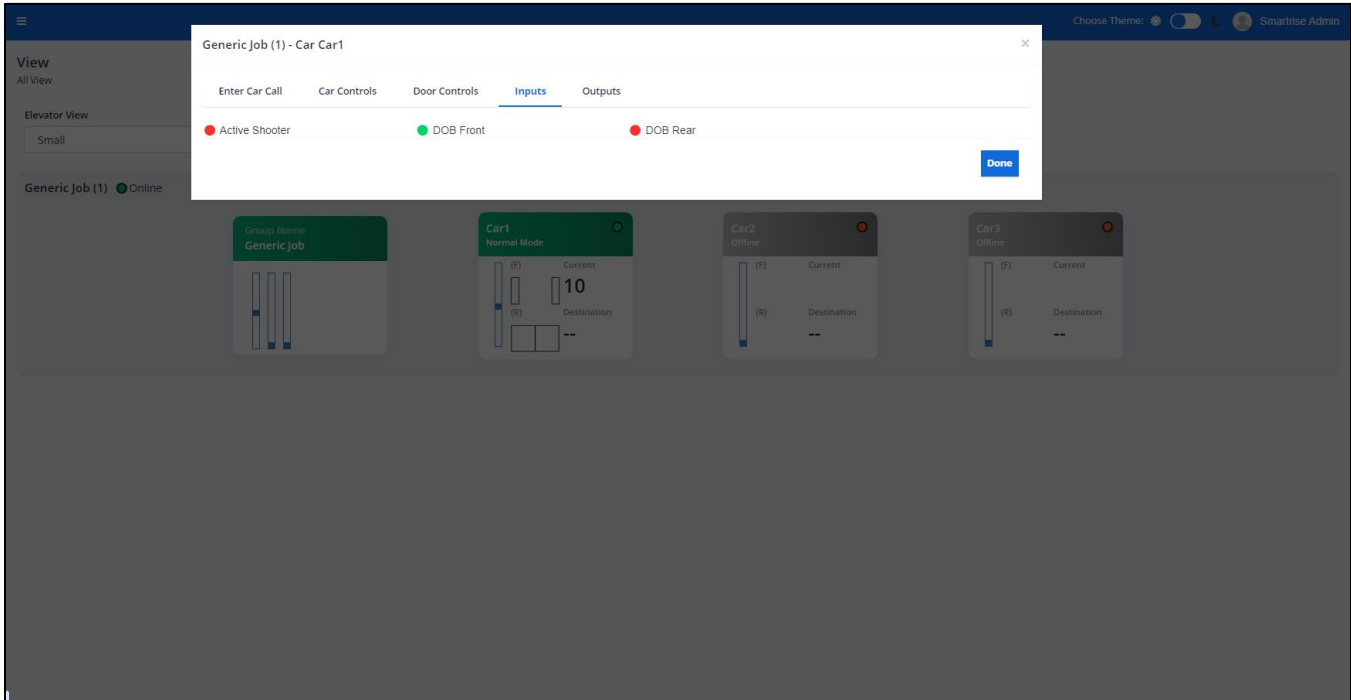 Choose Theme:
Smartrise Admin
Generic Job (1) - Car Car1
×
View
All View
Enter Car Call
Car Controls
Door Controls
Inputs
Outputs
Elevator View
Small
Active Shooter
DOB Front
DOB Rear
Done
Generic Job (1)
Online
Group Name
Generic Job
Car1
Normal Mode
(F)
Current
10
(R)
Destination
--
Car2
Offline
(F)
Current
(R)
Destination
--
Car3
Offline
(F)
Current
(R)
Destination
--